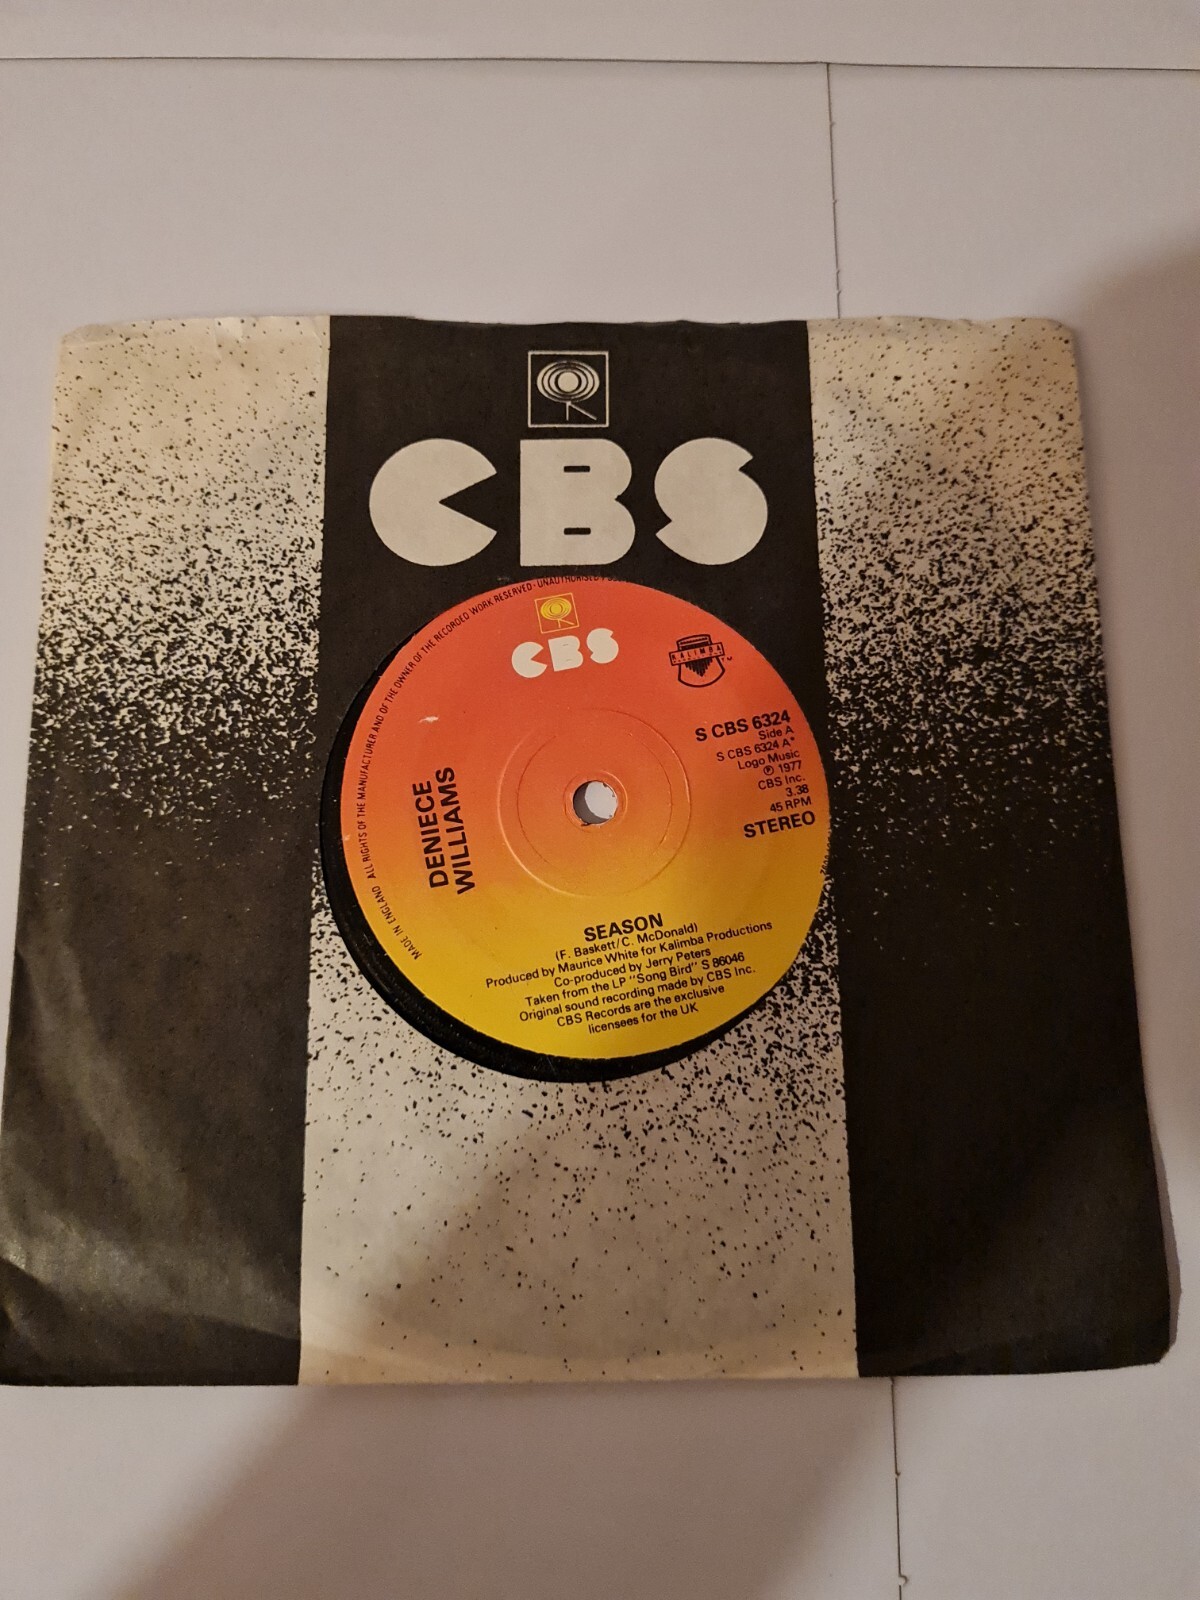 CBS
ALL RIGHTS OF THE MANUFACTURER AND OF THE OWNER OF THE RECORDED WORK RESERVED · UNAUTHORISED
MADE IN ENGLAND
CBS
KALIMBA
TM
S CBS 6324
Side A
S CBS 6324 A*
Logo Music
℗ 1977
CBS Inc.
3.38
45 RPM
STEREO
DENIECE
WILLIAMS
SEASON
(F. Baskett/C. McDonald)
Produced by Maurice White for Kalimba Productions
Co-produced by Jerry Peters
Taken from the LP "Song Bird" S 86046
Original sound recording made by CBS Inc.
CBS Records are the exclusive
licensees for the UK